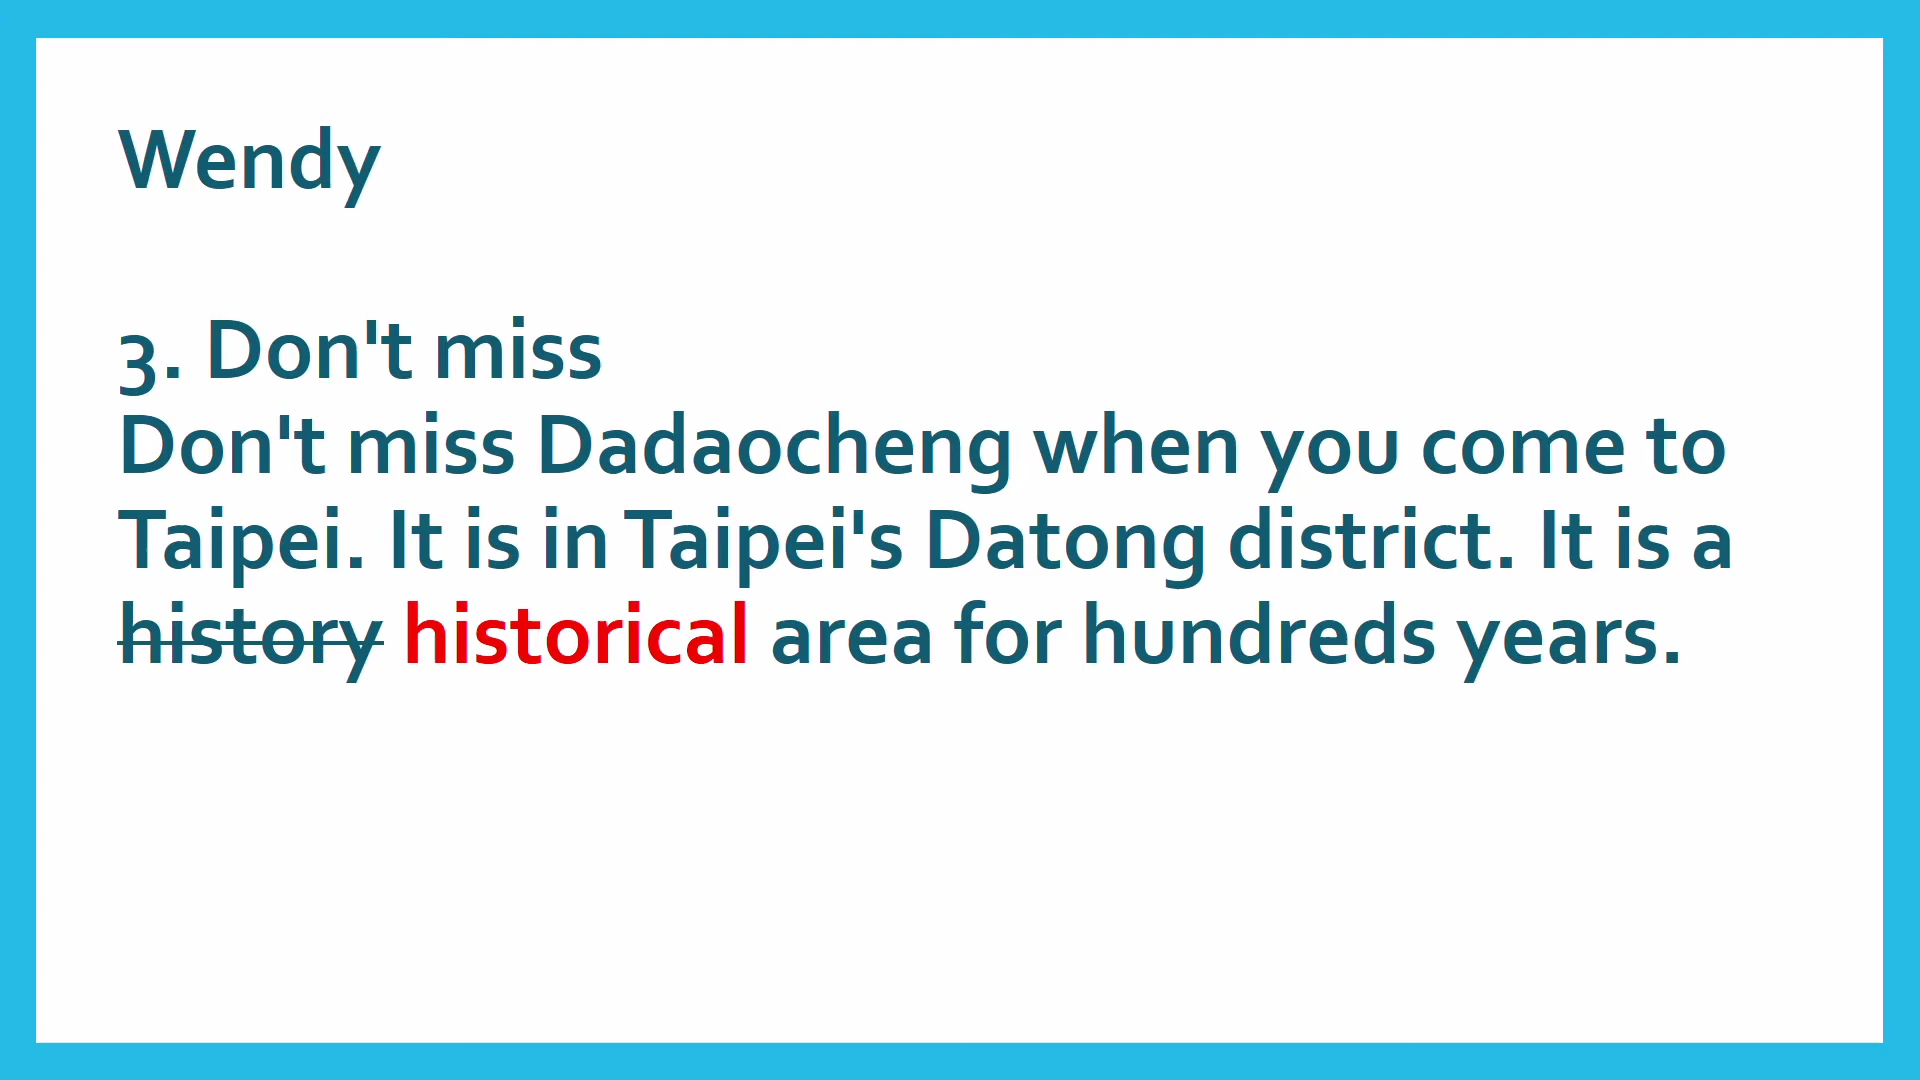 Wendy
3. Don't miss
Don't miss Dadaocheng when you come to
Taipei. It is in Taipei's Datong district. It is a
history historical area for hundreds years.